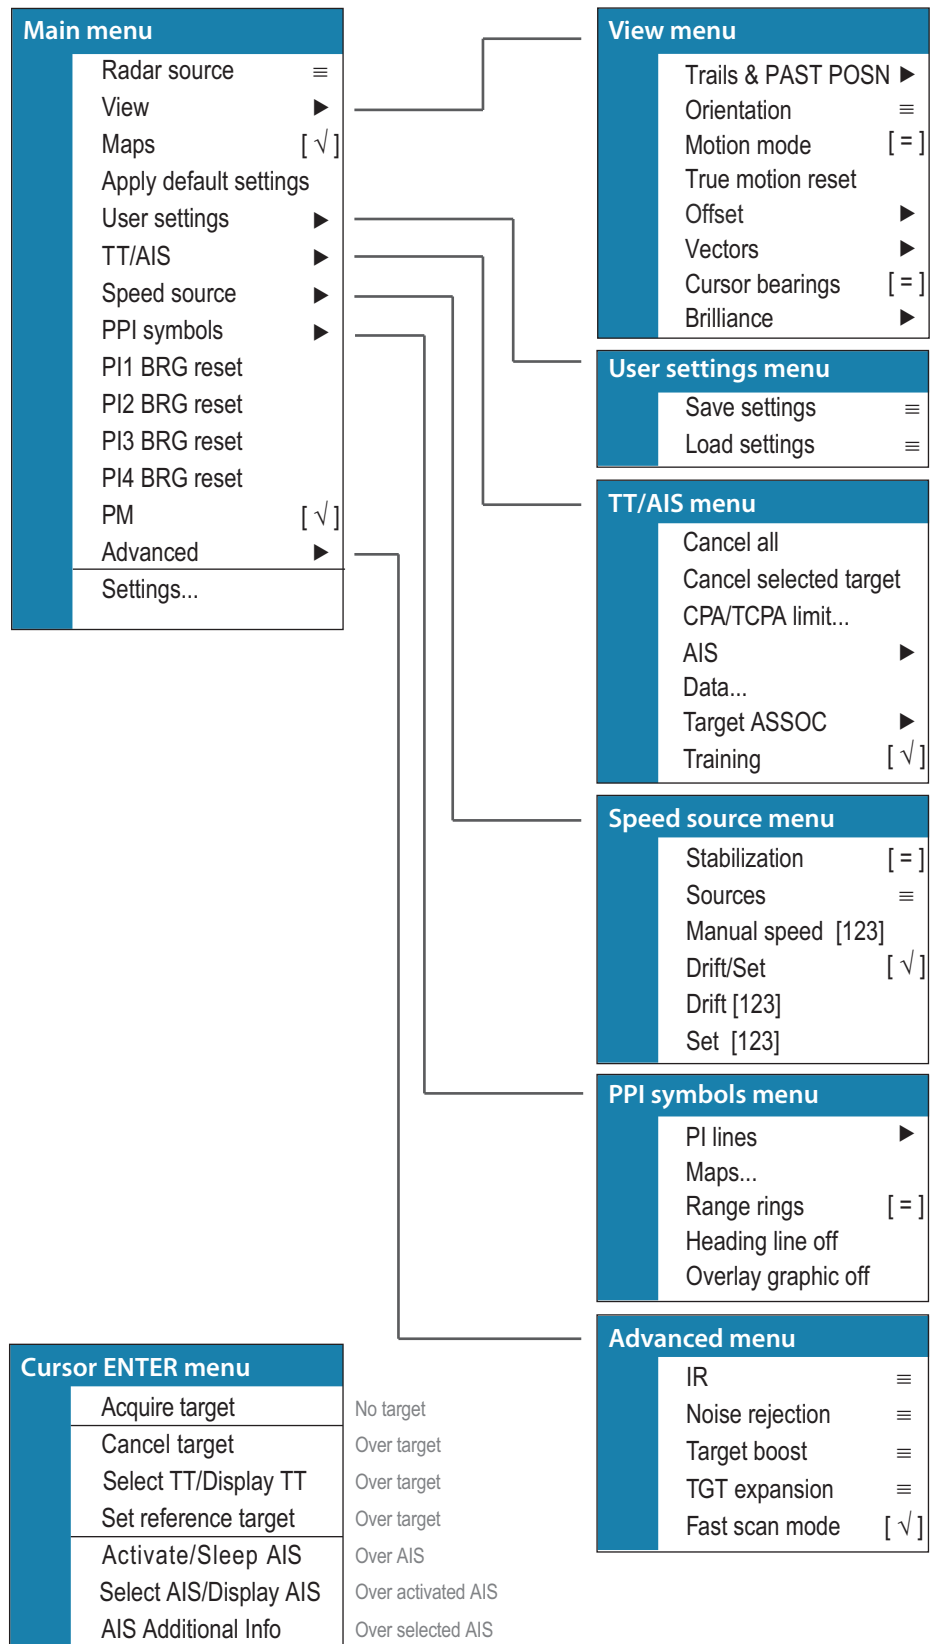 Main menu
Radar source ≡
View ▶
Maps [ √ ]
Apply default settings
User settings ▶
TT/AIS ▶
Speed source ▶
PPI symbols ▶
PI1 BRG reset
PI2 BRG reset
PI3 BRG reset
PI4 BRG reset
PM [ √ ]
Advanced ▶
Settings...
View menu
Trails & PAST POSN ▶
Orientation ≡
Motion mode [ = ]
True motion reset
Offset ▶
Vectors ▶
Cursor bearings [ = ]
Brilliance ▶
User settings menu
Save settings ≡
Load settings ≡
TT/AIS menu
Cancel all
Cancel selected target
CPA/TCPA limit...
AIS ▶
Data...
Target ASSOC ▶
Training [ √ ]
Speed source menu
Stabilization [ = ]
Sources ≡
Manual speed [123]
Drift/Set [ √ ]
Drift [123]
Set [123]
PPI symbols menu
PI lines ▶
Maps...
Range rings [ = ]
Heading line off
Overlay graphic off
Advanced menu
IR ≡
Noise rejection ≡
Target boost ≡
TGT expansion ≡
Fast scan mode [ √ ]
Cursor ENTER menu
Acquire target No target
Cancel target Over target
Select TT/Display TT Over target
Set reference target Over target
Activate/Sleep AIS Over AIS
Select AIS/Display AIS Over activated AIS
AIS Additional Info Over selected AIS